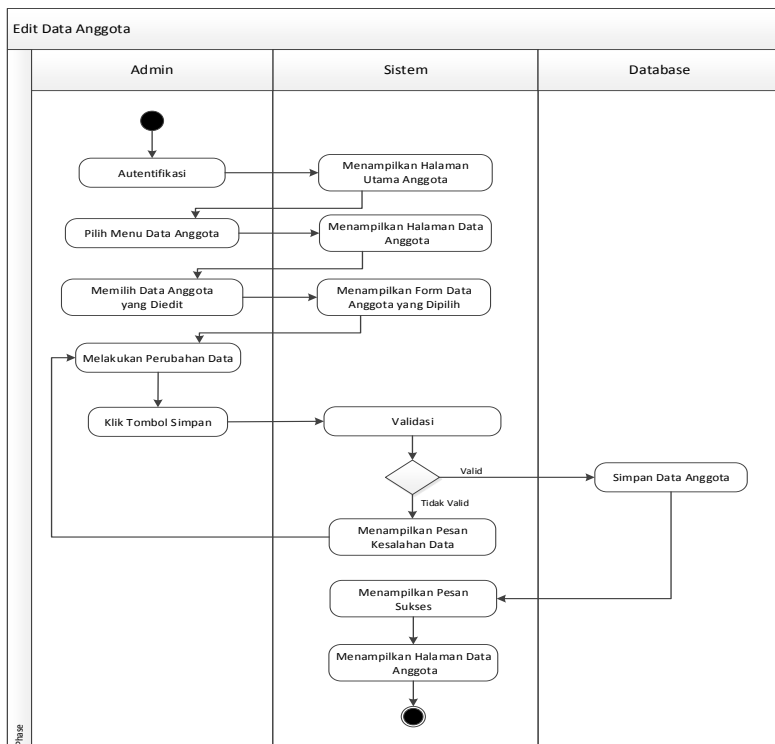 Edit Data Anggota
Admin
Sistem
Database
Autentifikasi
Menampilkan Halaman
Utama Anggota
Pilih Menu Data Anggota
Menampilkan Halaman Data
Anggota
Memilih Data Anggota
yang Diedit
Menampilkan Form Data
Anggota yang Dipilih
Melakukan Perubahan Data
Klik Tombol Simpan
Validasi
Valid
Simpan Data Anggota
Tidak Valid
Menampilkan Pesan
Kesalahan Data
Menampilkan Pesan
Sukses
Menampilkan Halaman Data
Anggota
Phase